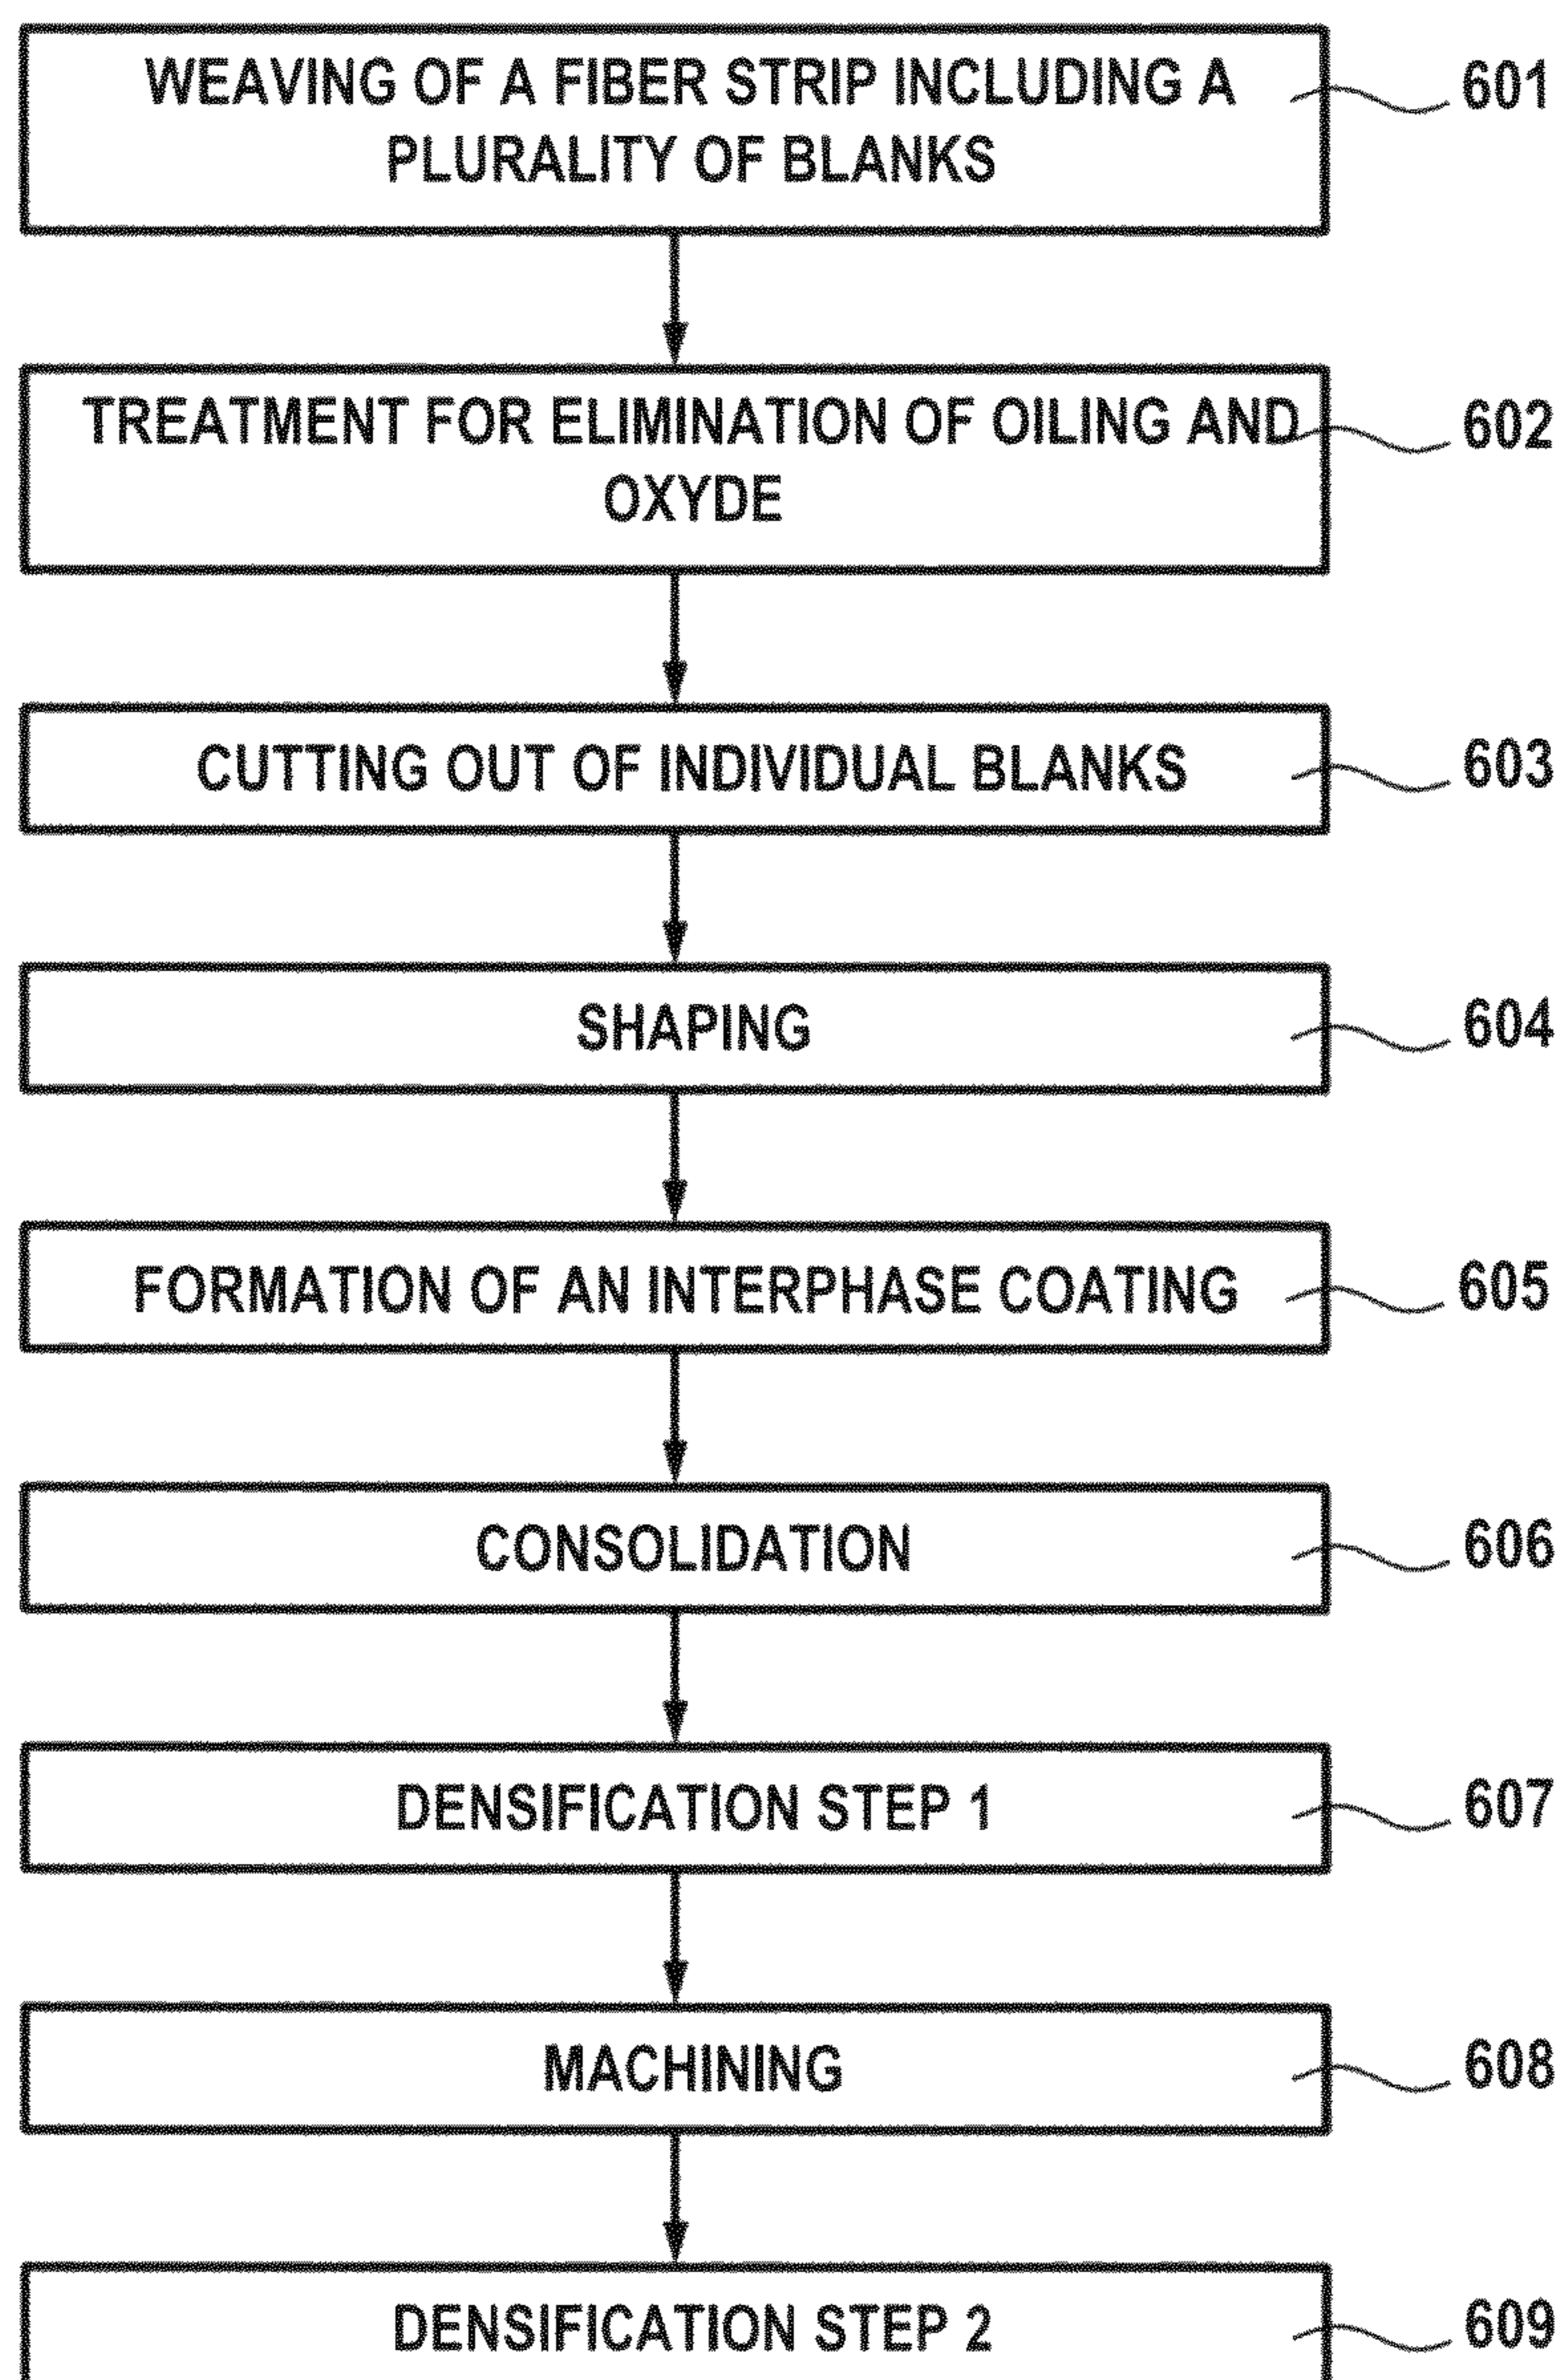 WEAVING OF A FIBER STRIP INCLUDING A
PLURALITY OF BLANKS
601
TREATMENT FOR ELIMINATION OF OILING AND
OXYDE
602
CUTTING OUT OF INDIVIDUAL BLANKS
603
SHAPING
604
FORMATION OF AN INTERPHASE COATING
605
CONSOLIDATION
606
DENSIFICATION STEP 1
607
MACHINING
608
DENSIFICATION STEP 2
609